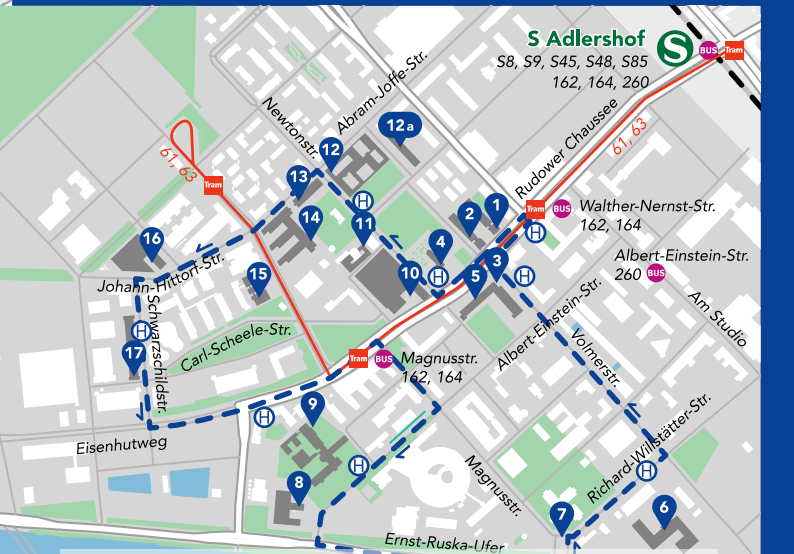 S Adlershof
S
BUS
Tram
S8, S9, S45, S48, S85
162, 164, 260
Abram-Joffe-Str.
Newtonstr.
Rudower Chaussee
61, 63
61, 63
Tram
12a
12
13
H
14
11
16
Johann-Hittorf-Str.
15
H
Schwarzschildstr.
17
Carl-Scheele-Str.
10
H
4
2
1
Tram
BUS
Walther-Nernst-Str.
162, 164
H
3
5
H
Albert-Einstein-Str.
260
BUS
Am Studio
Albert-Einstein-Str.
Volmerstr.
Tram
BUS
Magnusstr.
162, 164
9
H
Eisenhutweg
8
H
Magnusstr.
Richard-Willstätter-Str.
H
7
6
Ernst-Ruska-Ufer